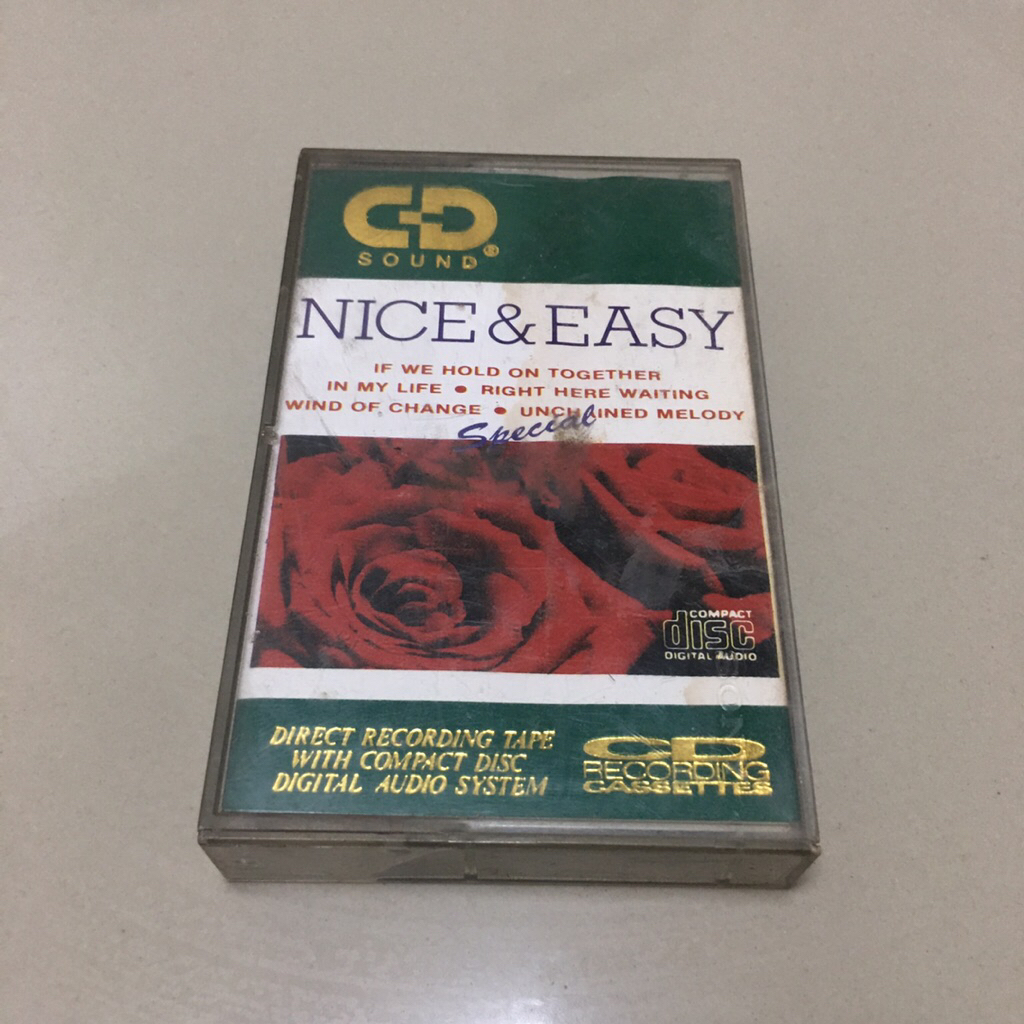 CD
SOUND®
NICE & EASY
IF WE HOLD ON TOGETHER
IN MY LIFE ● RIGHT HERE WAITING
WIND OF CHANGE ● UNCHAINED MELODY
Special
COMPACT
disc
DIGITAL AUDIO
DIRECT RECORDING TAPE
WITH COMPACT DISC
DIGITAL AUDIO SYSTEM
CD
RECORDING
CASSETTES